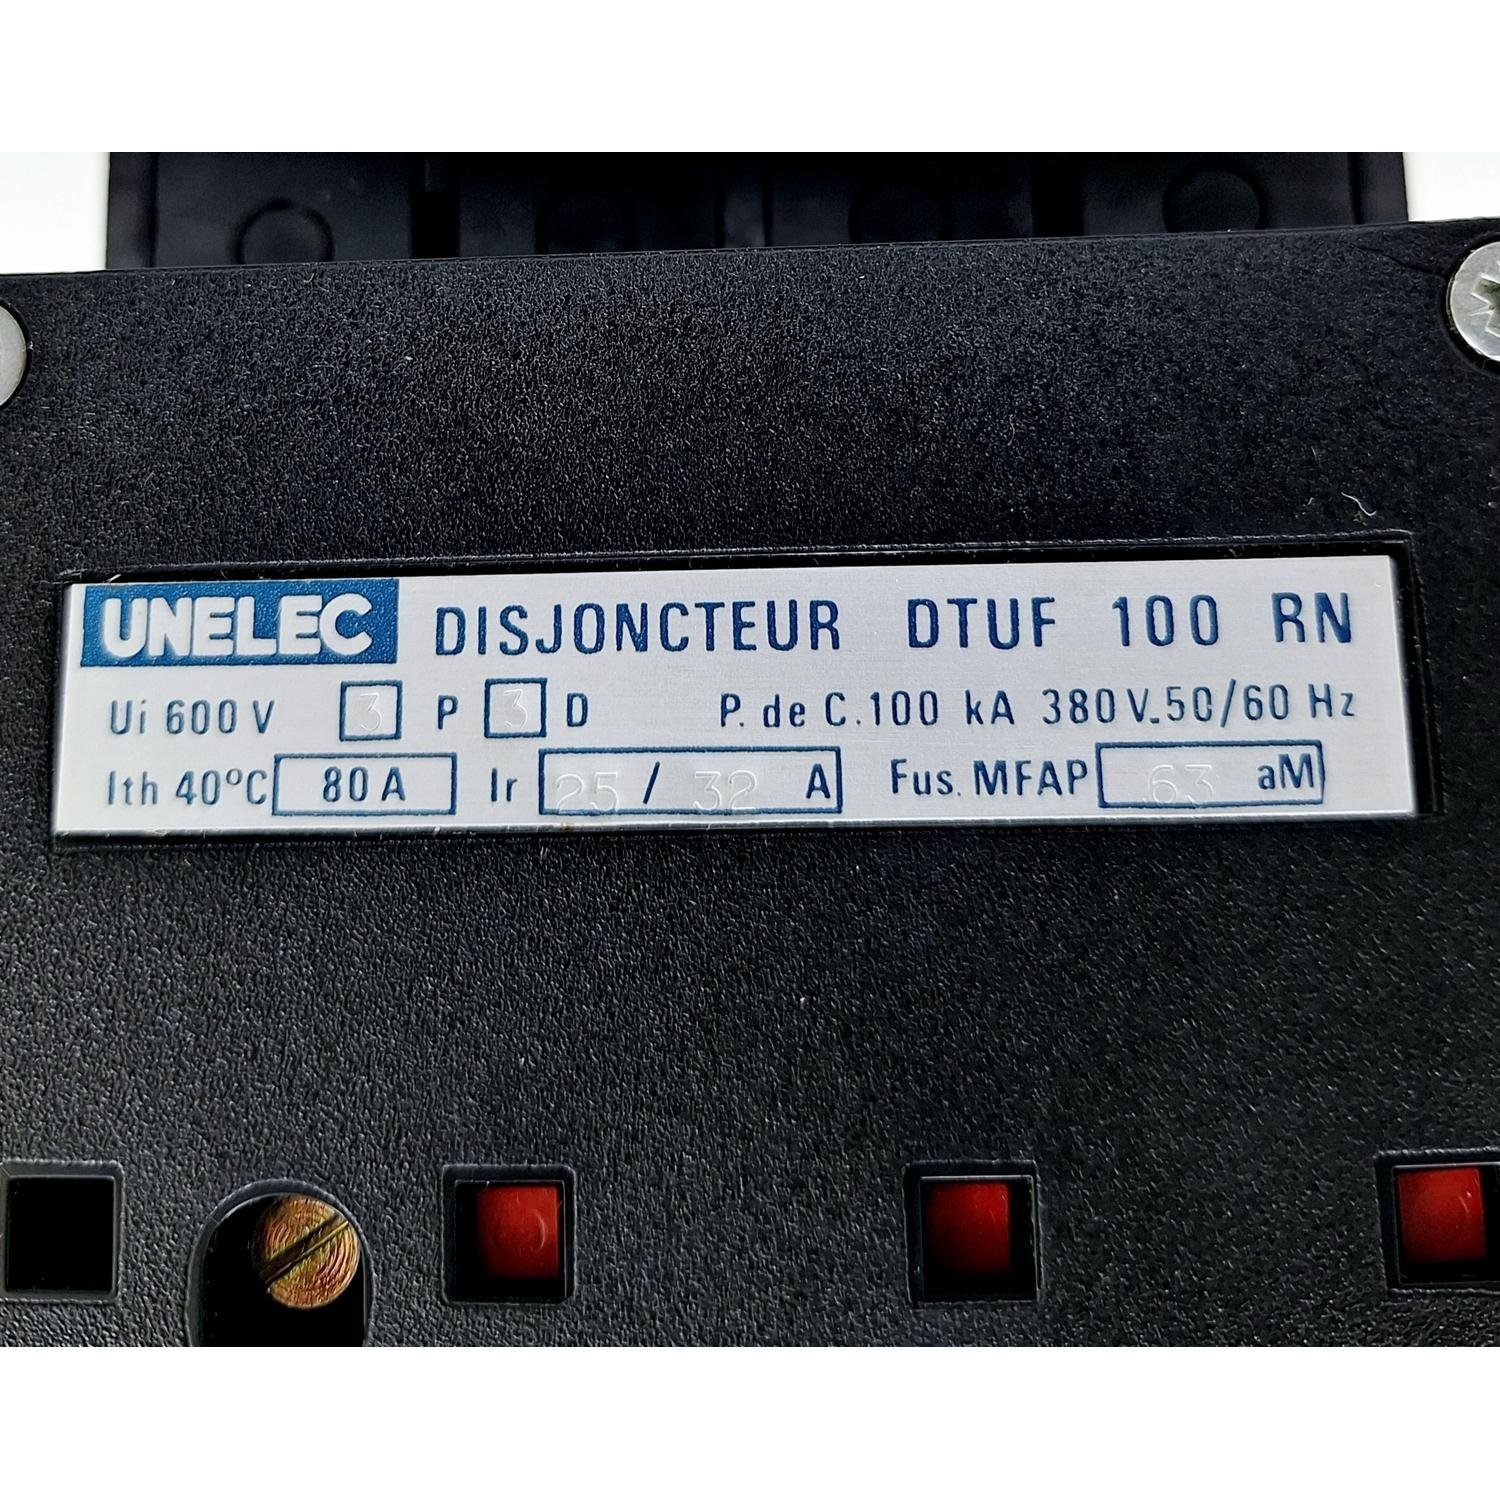 UNELEC DISJONCTEUR DTUF 100 RN
Ui 600 V 3 P 3 D P. de C. 100 kA 380 V_50/60 Hz
Ith 40°C 80 A Ir 25 / 32 A Fus. MFAP 63 aM